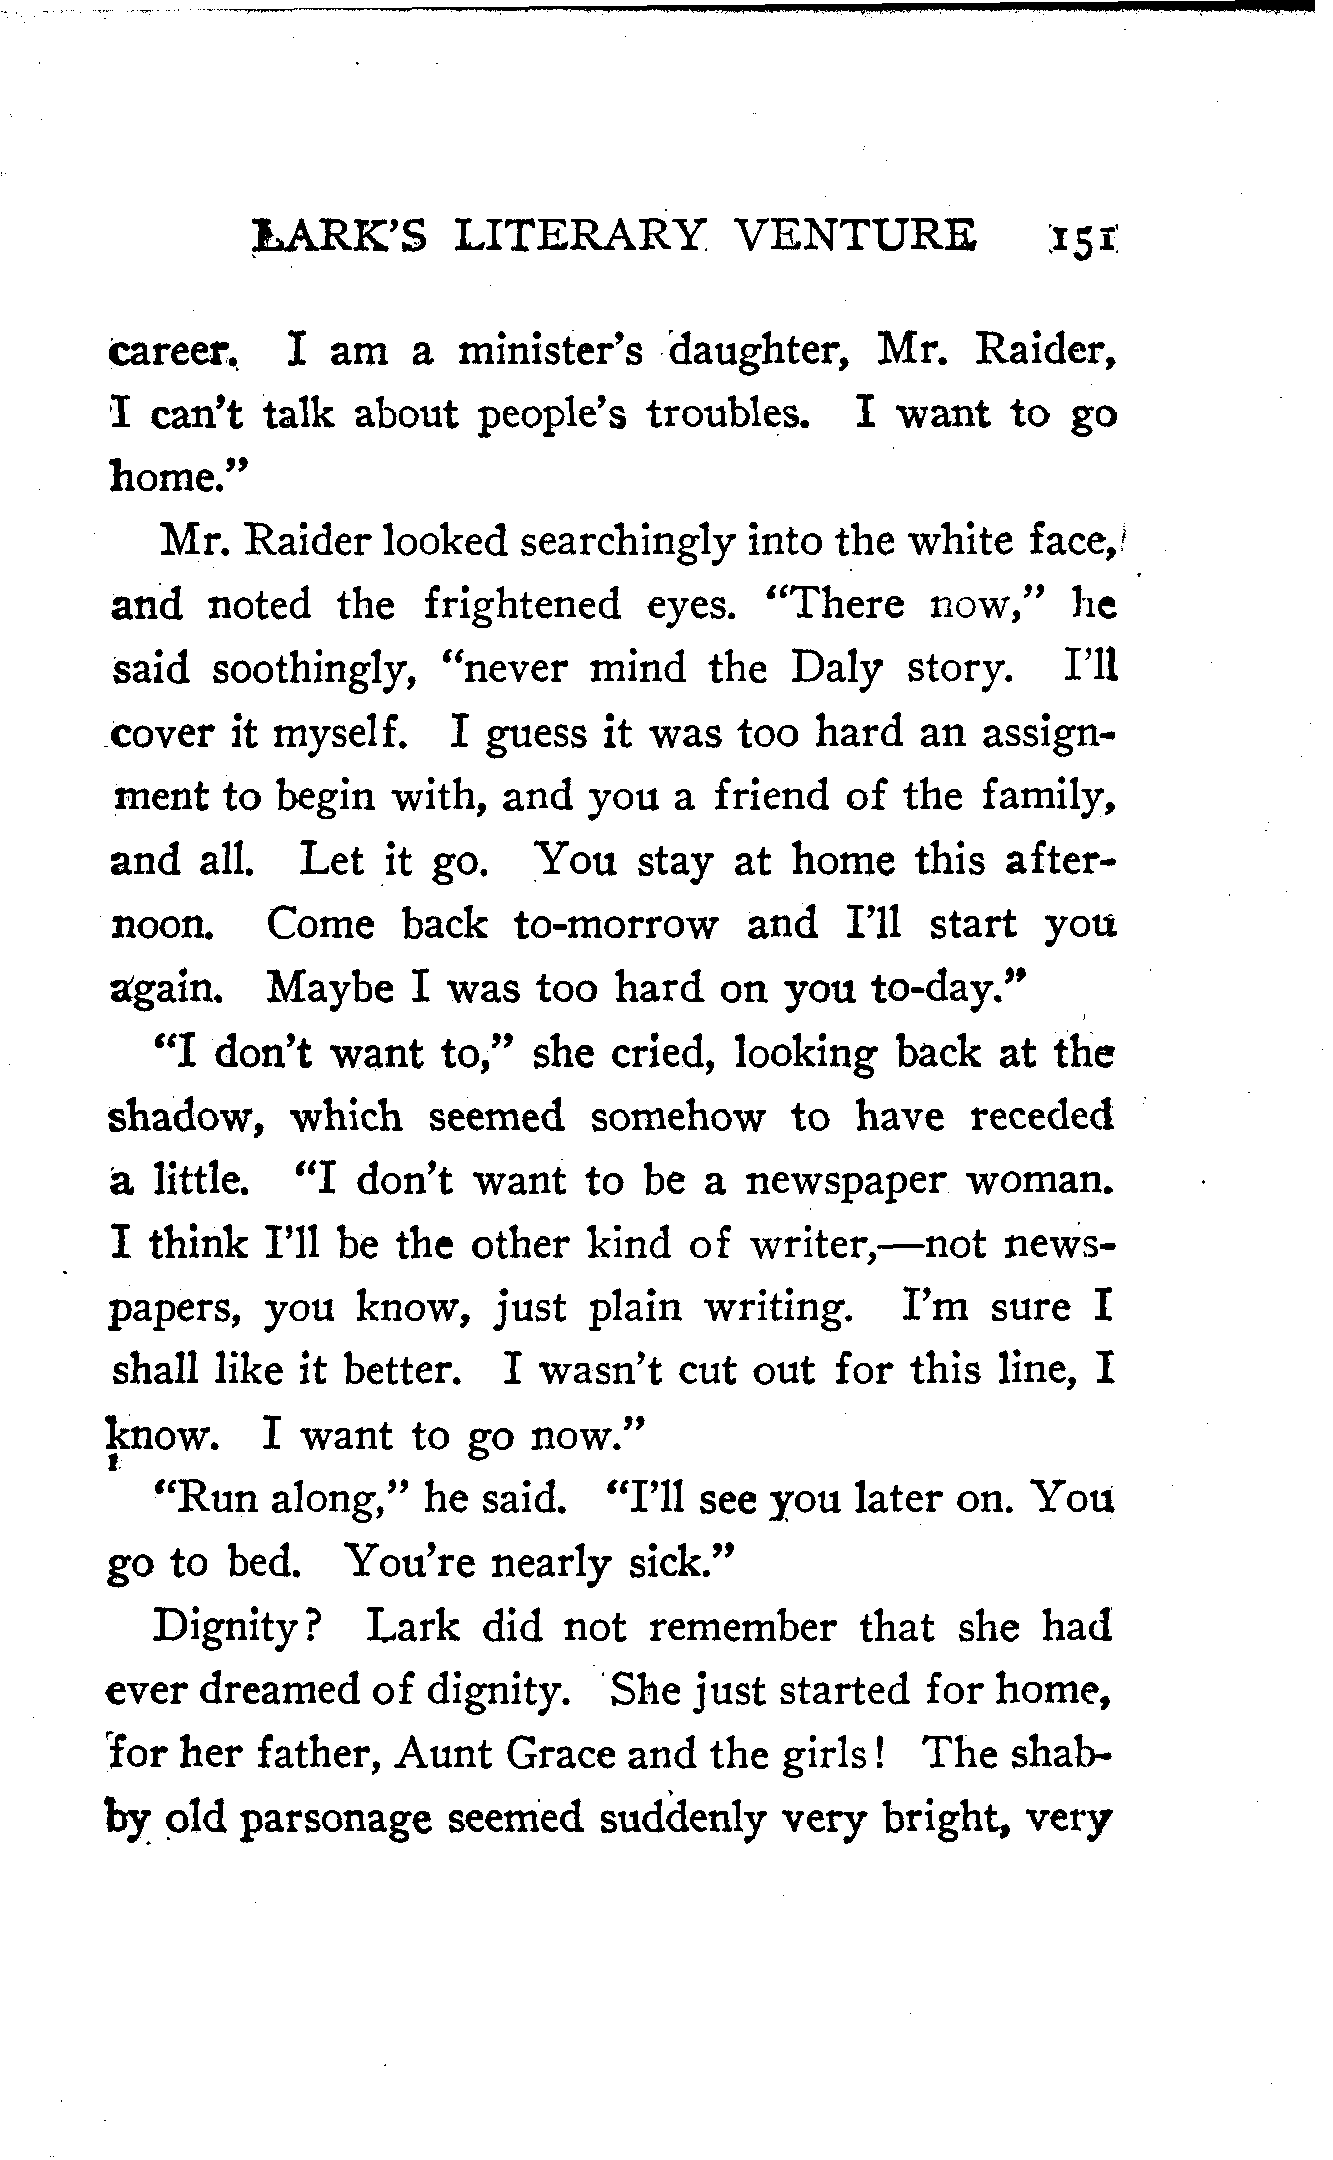 LARK'S LITERARY VENTURE 151
career. I am a minister's daughter, Mr. Raider,
I can't talk about people's troubles. I want to go
home."
Mr. Raider looked searchingly into the white face,
and noted the frightened eyes. "There now," he
said soothingly, "never mind the Daly story. I'll
cover it myself. I guess it was too hard an assign-
ment to begin with, and you a friend of the family,
and all. Let it go. You stay at home this after-
noon. Come back to-morrow and I'll start you
again. Maybe I was too hard on you to-day."
"I don't want to," she cried, looking back at the
shadow, which seemed somehow to have receded
a little. "I don't want to be a newspaper woman.
I think I'll be the other kind of writer,—not news-
papers, you know, just plain writing. I'm sure I
shall like it better. I wasn't cut out for this line, I
know. I want to go now."
"Run along," he said. "I'll see you later on. You
go to bed. You're nearly sick."
Dignity? Lark did not remember that she had
ever dreamed of dignity. She just started for home,
for her father, Aunt Grace and the girls! The shab-
by old parsonage seemed suddenly very bright, very